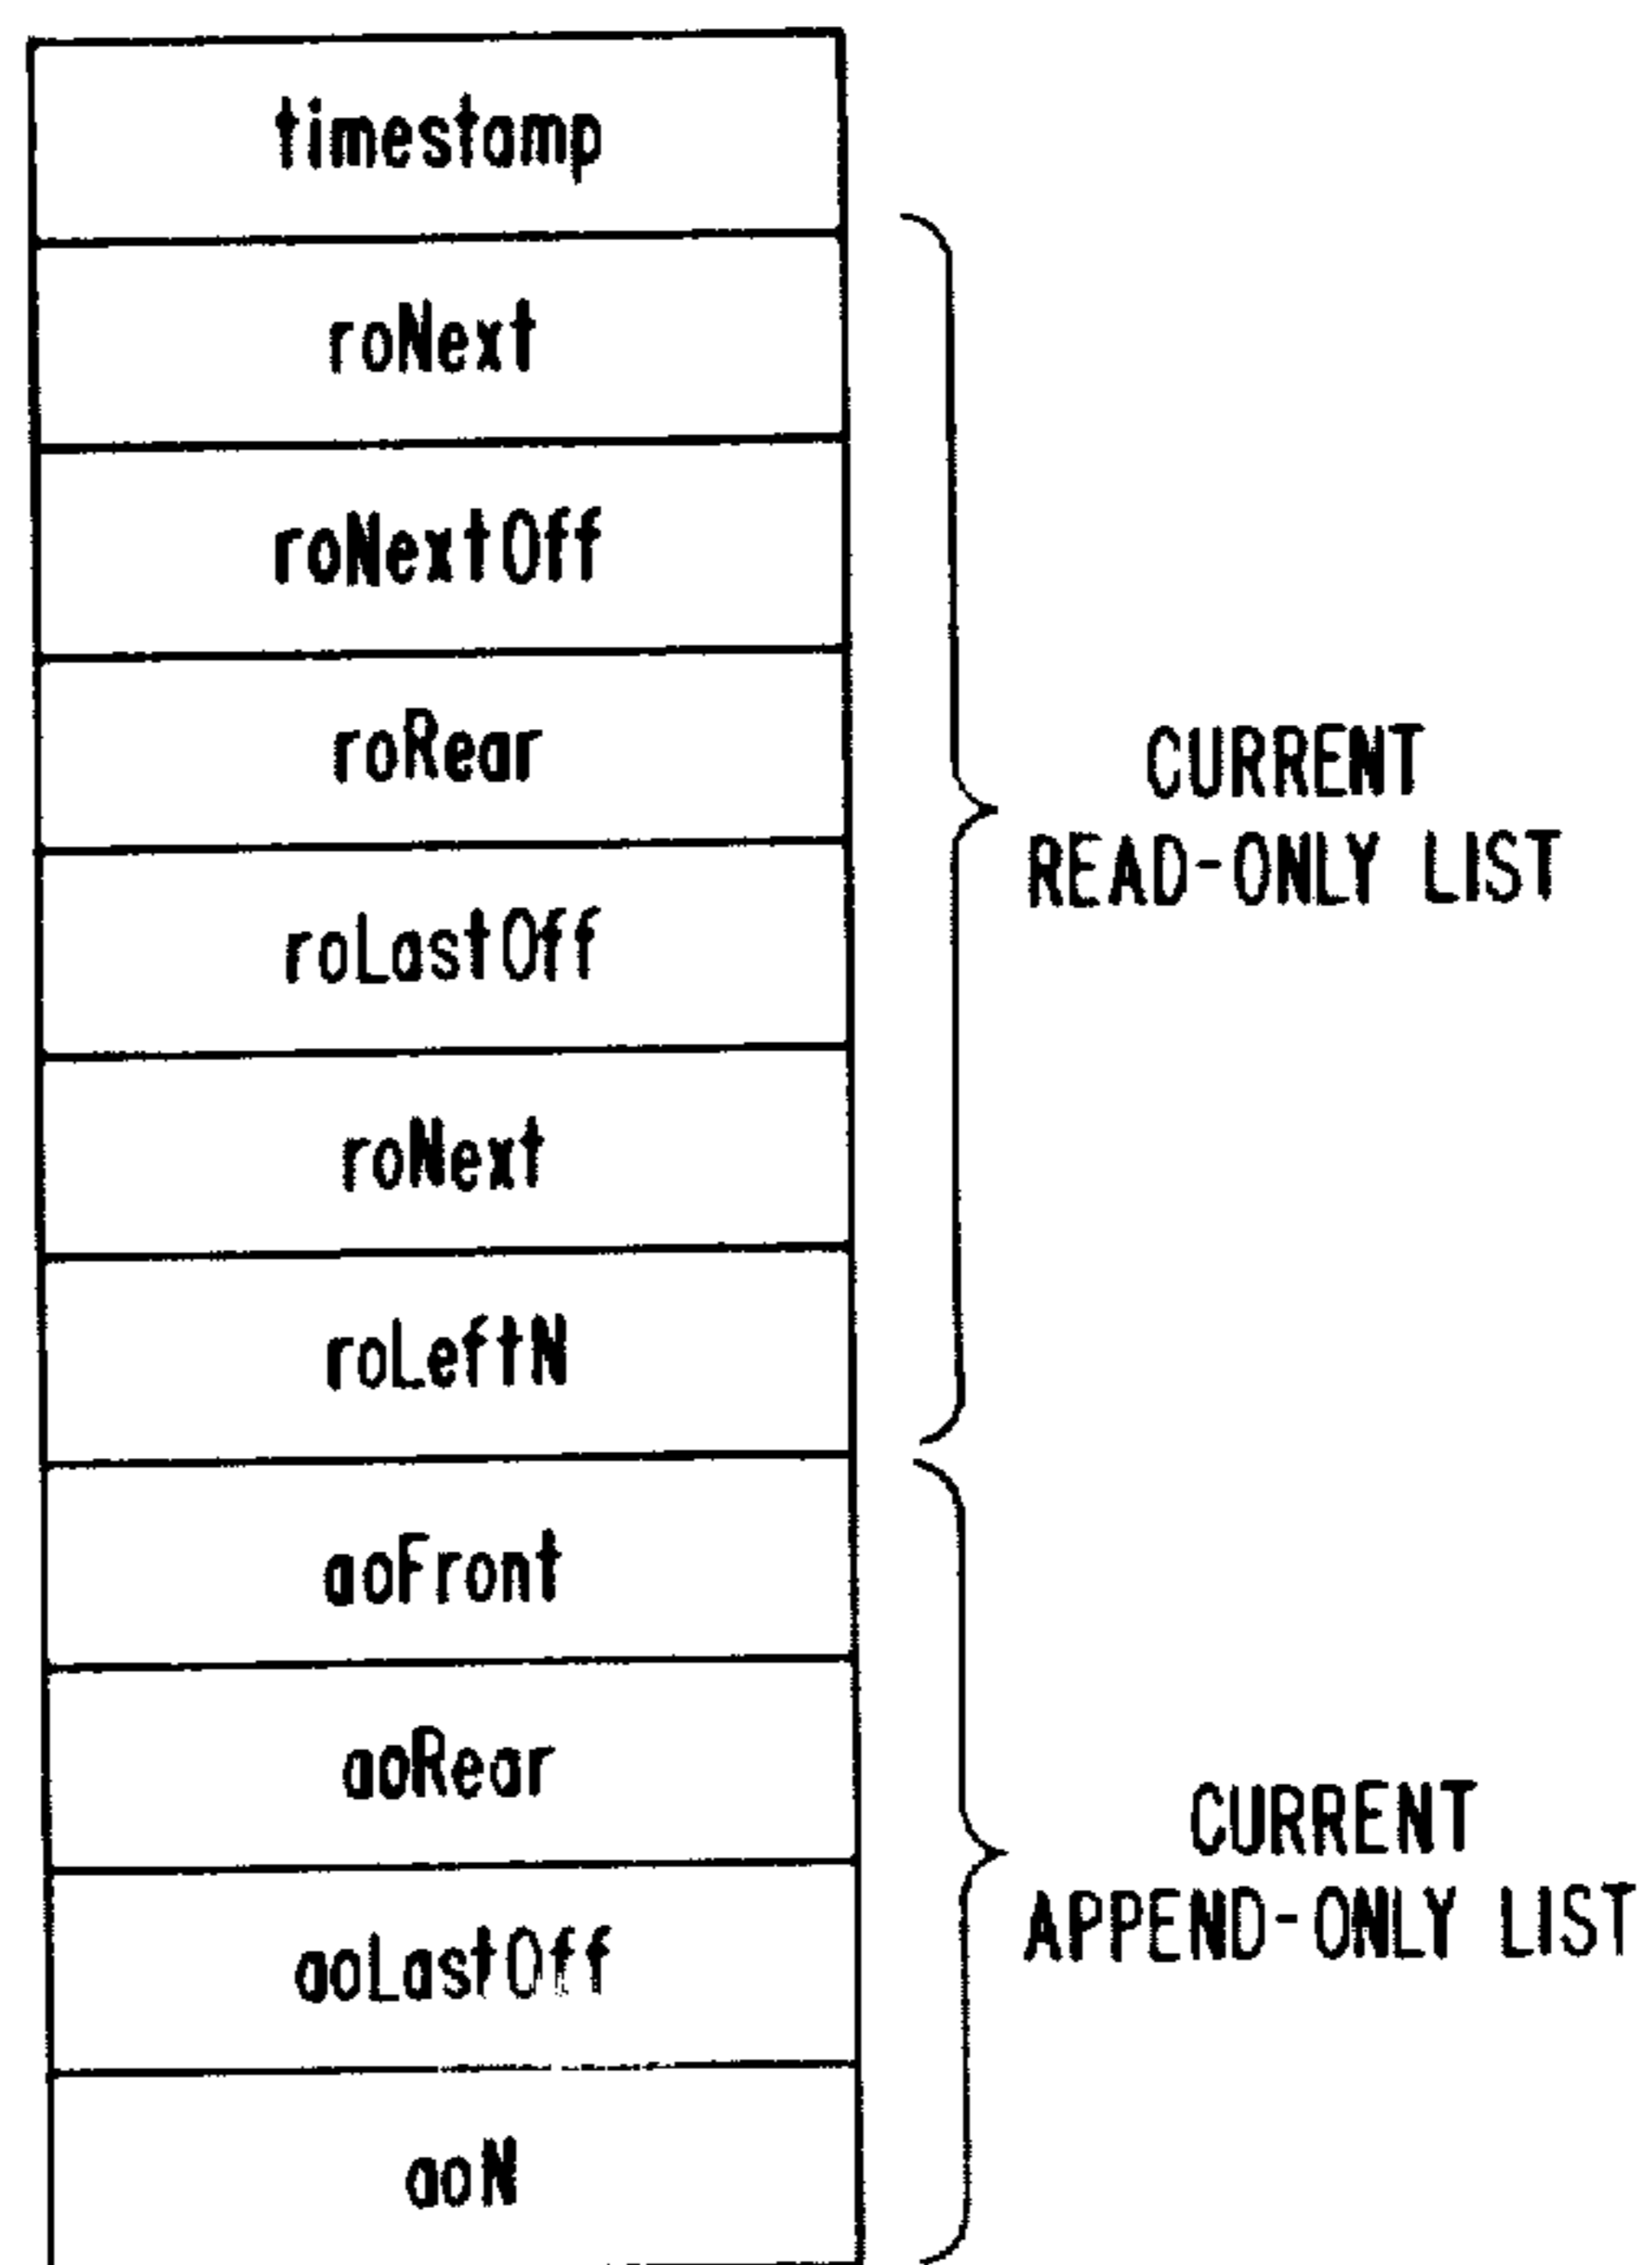 timestamp
roNext
roNextOff
roRear
CURRENT
READ-ONLY LIST
roLastOff
roNext
roLeftN
aoFront
aoRear
CURRENT
APPEND-ONLY LIST
aoLastOff
aoN